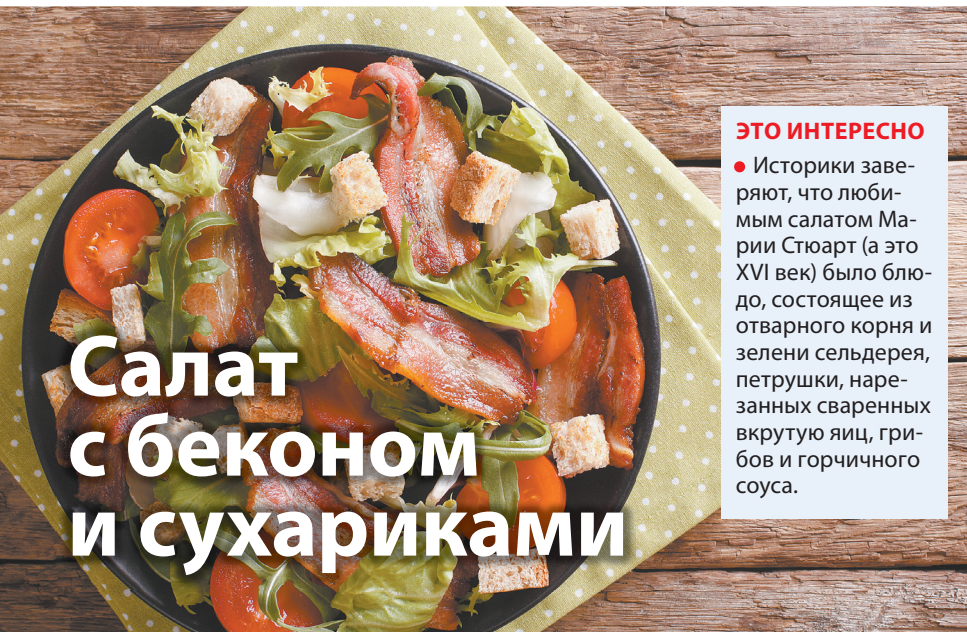 Салат
с беконом
и сухариками
ЭТО ИНТЕРЕСНО
• Историки заве-
ряют, что люби-
мым салатом Ма-
рии Стюарт (а это
XVI век) было блю-
до, состоящее из
отварного корня и
зелени сельдерея,
петрушки, наре-
занных сваренных
вкрутую яиц, гри-
бов и горчичного
соуса.